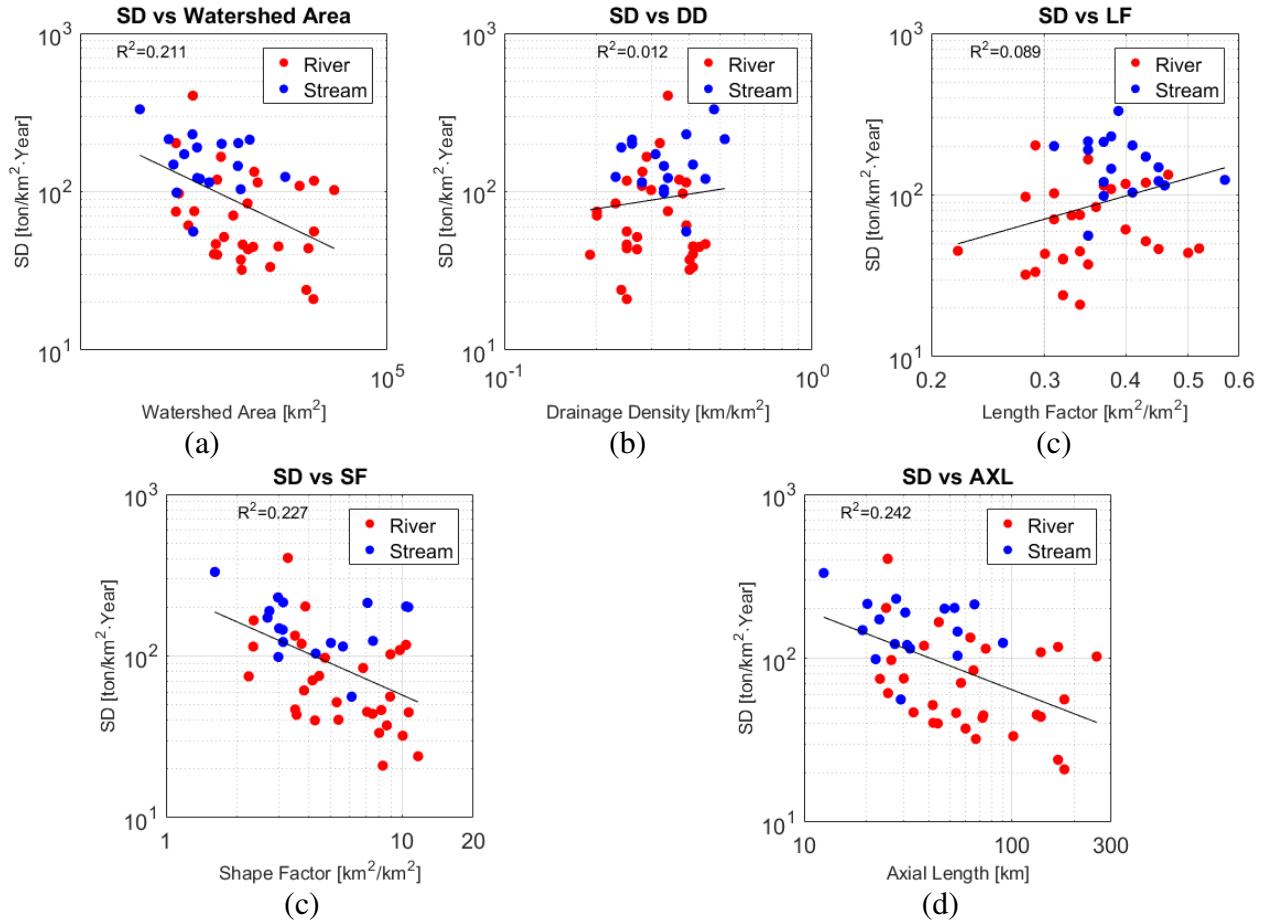 SD vs Watershed Area
R²=0.211
River
Stream
10³
10²
10¹
10⁵
SD [ton/km²·Year]
Watershed Area [km²]
(a)
SD vs DD
R²=0.012
River
Stream
10³
10²
10¹
10⁻¹
10⁰
SD [ton/km²·Year]
Drainage Density [km/km²]
(b)
SD vs LF
R²=0.089
River
Stream
10³
10²
10¹
0.2
0.3
0.4
0.5
0.6
SD [ton/km²·Year]
Length Factor [km²/km²]
(c)
SD vs SF
R²=0.227
River
Stream
10³
10²
10¹
1
10
20
SD [ton/km²·Year]
Shape Factor [km²/km²]
(c)
SD vs AXL
R²=0.242
River
Stream
10³
10²
10¹
10
100
300
SD [ton/km²·Year]
Axial Length [km]
(d)